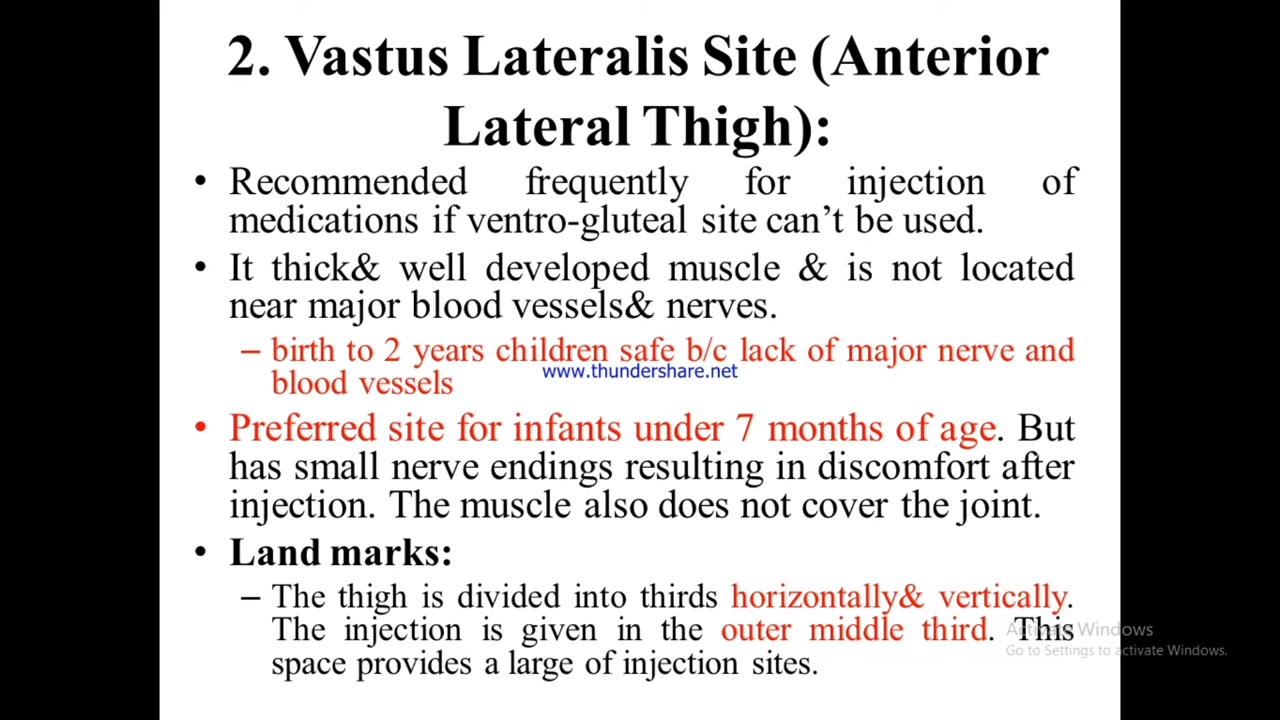 2. Vastus Lateralis Site (Anterior
Lateral Thigh):
• Recommended frequently for injection of
medications if ventro-gluteal site can’t be used.
• It thick& well developed muscle & is not located
near major blood vessels& nerves.
– birth to 2 years children safe b/c lack of major nerve and
www.thundershare.net
blood vessels
• Preferred site for infants under 7 months of age. But
has small nerve endings resulting in discomfort after
injection. The muscle also does not cover the joint.
• Land marks:
– The thigh is divided into thirds horizontally& vertically.
The injection is given in the outer middle third. This
Activate Windows
Go to Settings to activate Windows.
space provides a large of injection sites.